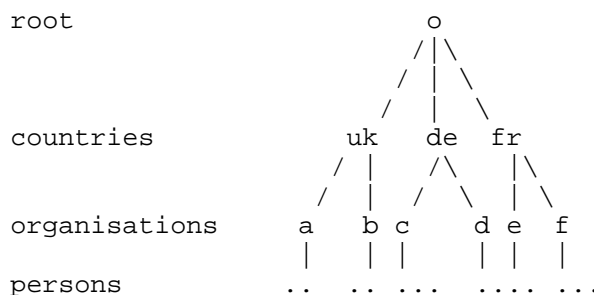 root o
countries uk de fr
organisations a b c d e f
persons .. .. ... .... ...